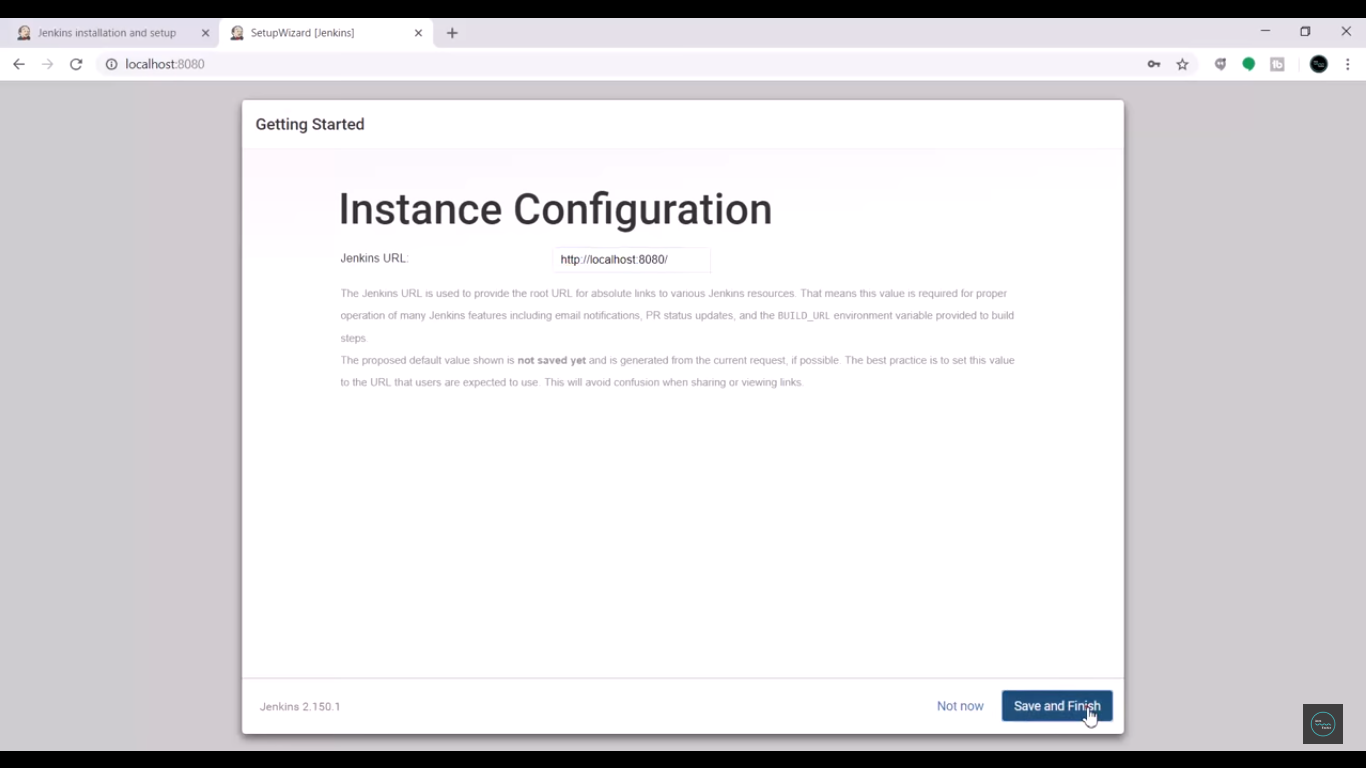 Jenkins installation and setup
SetupWizard [Jenkins]
localhost:8080
Getting Started
Instance Configuration
Jenkins URL:
http://localhost:8080/
The Jenkins URL is used to provide the root URL for absolute links to various Jenkins resources. That means this value is required for proper
operation of many Jenkins features including email notifications, PR status updates, and the BUILD_URL environment variable provided to build
steps.
The proposed default value shown is not saved yet and is generated from the current request, if possible. The best practice is to set this value
to the URL that users are expected to use. This will avoid confusion when sharing or viewing links.
Jenkins 2.150.1
Not now
Save and Finish